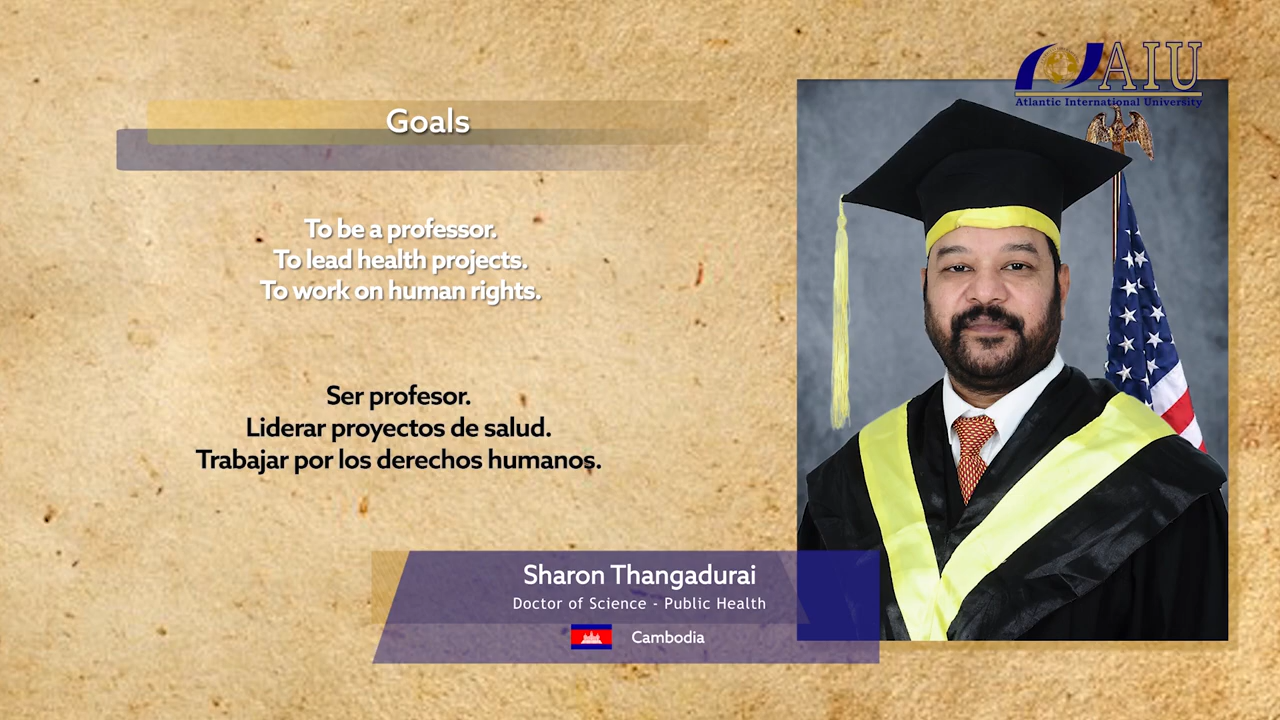 AIU
Atlantic International University
Goals
To be a professor.
To lead health projects.
To work on human rights.
Ser profesor.
Liderar proyectos de salud.
Trabajar por los derechos humanos.
Sharon Thangadurai
Doctor of Science - Public Health
Cambodia